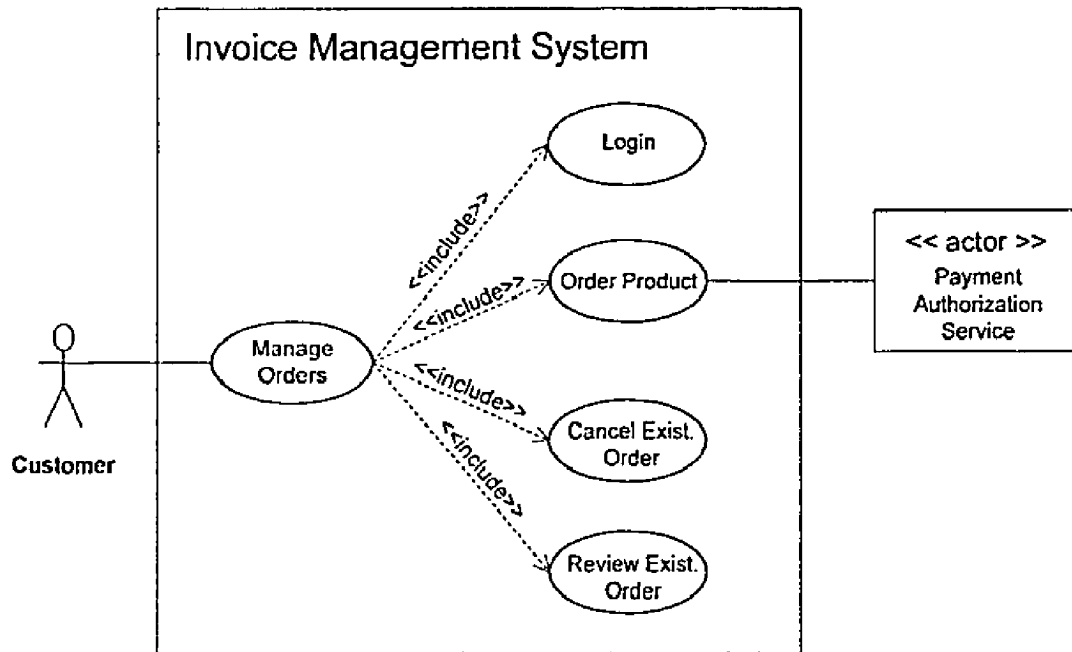 Invoice Management System
Login
<<include>>
<< actor >>
Order Product
Payment
Authorization
Service
<<include>>
Manage
Orders
<<include>>
Cancel Exist.
Order
<<include>>
Customer
Review Exist.
Order